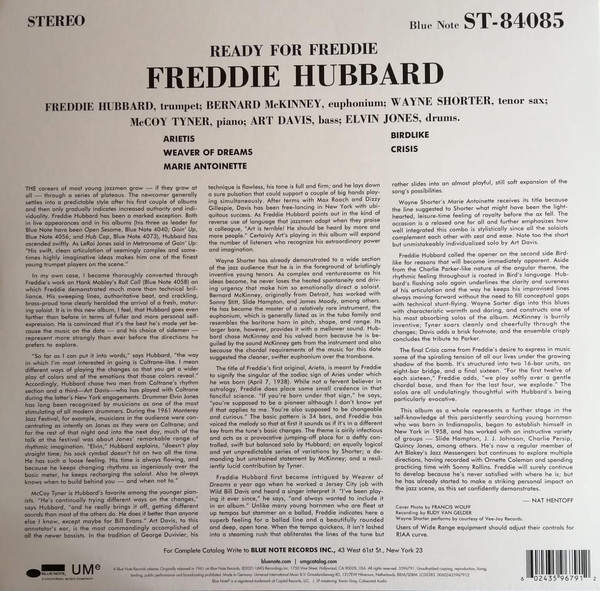 STEREO
Blue Note ST-84085
READY FOR FREDDIE
FREDDIE HUBBARD
FREDDIE HUBBARD, trumpet; BERNARD McKINNEY, euphonium; WAYNE SHORTER, tenor sax;
McCOY TYNER, piano; ART DAVIS, bass; ELVIN JONES, drums.
ARIETIS
WEAVER OF DREAMS
MARIE ANTOINETTE
BIRDLIKE
CRISIS
THE careers of most young jazzmen grow — if they grow at
all — through a series of plateaus. The newcomer generally
settles into a predictable style after his first couple of albums
and then only gradually indicates increased authority and indi-
viduality. Freddie Hubbard has been a marked exception. Both
in live appearances and in his albums (his three as leader for
Blue Note have been Open Sesame, Blue Note 4040; Goin' Up,
Blue Note 4056; and Hub Cap, Blue Note 4073), Hubbard has
ascended swiftly. As LeRoi Jones said in Metronome of Goin' Up:
"His swift, clean articulation of seemingly complex and some-
times highly imaginative ideas makes him one of the finest
young trumpet players on the scene."
In my own case, I became thoroughly converted through
Freddie's work on Hank Mobley's Roll Call (Blue Note 4058) on
which Freddie demonstrated much more than technical bril-
liance. His sweeping lines, authoritative beat, and crackling,
brass-proud tone clearly heralded the arrival of a fresh, matur-
ing soloist. It is in this new album, I feel, that Hubbard goes even
further than before in terms of fuller and more personal self-
expression. He is convinced that it's the best he's made yet be-
cause the music on the date — and his choice of sidemen —
represent more strongly than ever before the directions he
prefers to explore.
"So far as I can put it into words," says Hubbard, "the way
in which I'm most interested in going is Coltrane-like. I mean
different ways of playing the changes so that you get a wider
play of colors and of the emotions that those colors reveal."
Accordingly, Hubbard chose two men from Coltrane's rhythm
section and a third—Art Davis—who has played with Coltrane
during the latter's New York engagements. Drummer Elvin Jones
has long been recognized by musicians as one of the most
stimulating of all modern drummers. During the 1961 Monterey
Jazz Festival, for example, musicians in the audience were con-
centrating as intently on Jones as they were on Coltrane; and
for the rest of that night and into the next day, much of the
talk at the festival was about Jones' remarkable range of
rhythmic imagination. "Elvin," Hubbard explains, "doesn't play
straight time; his sock cymbal doesn't hit on two all the time.
He has such a loose feeling. He inspires you to keep going,
because he keeps changing rhythms so ingeniously over the
basic meter, he keeps recharging the soloist. Also he always
knows when to build behind you — and when not to."
McCoy Tyner is Hubbard's favorite among the younger pian-
ists. "He's continually trying different ways on the changes,"
says Hubbard, "and he really brings it off, getting different
sounds than most of the others do. He does it better than anyone
else I know, except maybe for Bill Evans." Art Davis, to this
annotator's ear, is the most commandingly accomplished of
all the newer bassists. In the tradition of George Duvivier, his
technique is flawless, his tone is full and firm; and he lays down
a sure pulsation that could support a couple of big bands play-
ing simultaneously. After terms with Max Roach and Dizzy
Gillespie, Davis has been free-lancing in New York with ubi-
quitous success. As Freddie Hubbard points out in the kind of
reverse use of language that jazzmen adopt when they praise
a colleague, "Art is terrible! He should be heard by more and
more people." Certainly Art's playing in this album will expand
the number of listeners who recognize his extraordinary power
and imagination.
Wayne Shorter has already demonstrated to a wide section
of the jazz audience that he is in the foreground of briskingly
inventive young tenors. As complex and venturesome as his
ideas become, he never loses the heated spontaneity and driv-
ing urgency that make him so emotionally direct a soloist.
Bernard McKinney, originally from Detroit, has worked with
Sonny Stitt, Slide Hampton, and James Moody, among others.
He has become the master of a relatively rare instrument, the
euphonium, which is generally listed as in the tuba family and
resembles the baritone horn in pitch, shape, and range. Its
larger bore, however, provides it with a mellower sound. Hub-
bard chose McKinney and his valved horn because he is be-
guiled by the sound McKinney gets from the instrument and also
because the chordal requirements of the music for this date
suggested the cleaner, swifter euphonium over the trombone.
The title of Freddie's first original, Arietis, is meant by Freddie
to signify the singular of the zodiac sign of Aries under which
he was born (April 7, 1938). While not a fervent believer in
astrology, Freddie does place some small credence in that
fanciful science. "If you're born under that sign," he says,
"you're supposed to be a pioneer although I don't know yet
if that applies to me. You're also supposed to be changeable
and curious." The basic pattern is 34 bars, and Freddie has
voiced the melody so that at first it sounds as if it's in a different
key from the tune's basic changes. The theme is airily infectious
and acts as a provocative jumping-off place for a deftly con-
trolled, astutely paced solo by Hubbard; an equally logical
and yet unpredictable series of variations by Shorter; a de-
manding but unstrained statement by McKinney; and a resi-
liently lucid contribution by Tyner.
Freddie Hubbard first became intrigued by Weaver of
Dreams a year ago when he worked a Jersey City job with
Wild Bill Davis and heard a singer interpret it. "I've been play-
ing it ever since," he says, "and always wanted to include it
in an album." Unlike many young hornmen who are fleet at
up tempos but stammer on a ballad, Freddie indicates here a
superb feeling for a ballad line and a beautifully rounded
and deep, open tone. When the tempo quickens, it isn't lashed
into a steaming rush that obliterates the lines of the tune but
rather slides into an almost playful, still soft expansion of the
song's possibilities.
Wayne Shorter's Marie Antoinette receives its title because
the line suggested to Shorter what might have been the light-
hearted, leisure-time feeling of royalty before the ax fell. The
occasion is a relaxed one for all and further emphasizes how
well integrated this combo is stylistically since all the soloists
complement each other with zest and ease. Note too the short
but unmistakably individualized solo by Art Davis.
Freddie Hubbard called the opener on the second side Bird-
like for reasons that will become immediately apparent. Aside
from the Charlie Parker-like nature of the angular theme, the
rhythmic feeling throughout is rooted in Bird's language. Hub-
bard's flashing solo again underlines the clarity and sureness
of his articulation and the way he keeps his improvised lines
always moving forward without the need to fill conceptual gaps
with technical stunt-flying. Wayne Shorter digs into this blues
with characteristic warmth and daring, and constructs one of
his most absorbing solos of the album. McKinney is burrily
inventive; Tyner soars cleanly and cheerfully through the
changes; Davis adds a brisk footnote; and the ensemble crisply
concludes the tribute to Parker.
The final Crisis came from Freddie's desire to express in music
some of the spiraling tension of all our lives under the growing
shadow of the bomb. It's structured into two 16-bar units, an
eight-bar bridge, and a final sixteen. "For the first twelve of
each sixteen," Freddie adds, "we play softly over a gentle
chordal base, and then for the last four, we explode." The
solos are all undulatingly thoughtful with Hubbard's being
particularly evocative.
This album as a whole represents a further stage in the
self-knowledge of this persistently searching young hornman
who was born in Indianapolis, began to establish himself in
New York in 1958, and has worked with an instructive variety
of groups — Slide Hampton, J. J. Johnson, Charlie Persip,
Quincy Jones, among others. He's now a regular member of
Art Blakey's Jazz Messengers but continues to explore multiple
directions, having recorded with Ornette Coleman and spending
practicing time with Sonny Rollins. Freddie will surely continue
to develop because he's never satisfied with where he is; but
he has already started to make a striking personal impact on
the jazz scene, as this set confidently demonstrates.
— NAT HENTOFF
Cover Photo by FRANCIS WOLFF
Recording by RUDY VAN GELDER
Wayne Shorter performs by courtesy of Vee-Jay Records.
Users of Wide Range equipment should adjust their controls for
RIAA curve.
For Complete Catalog Write to BLUE NOTE RECORDS INC., 43 West 61st St., New York 23
BLUE NOTE
UMe
A UNIVERSAL MUSIC COMPANY
bluenote.com | umgcatalog.com
6 02435 96791 2